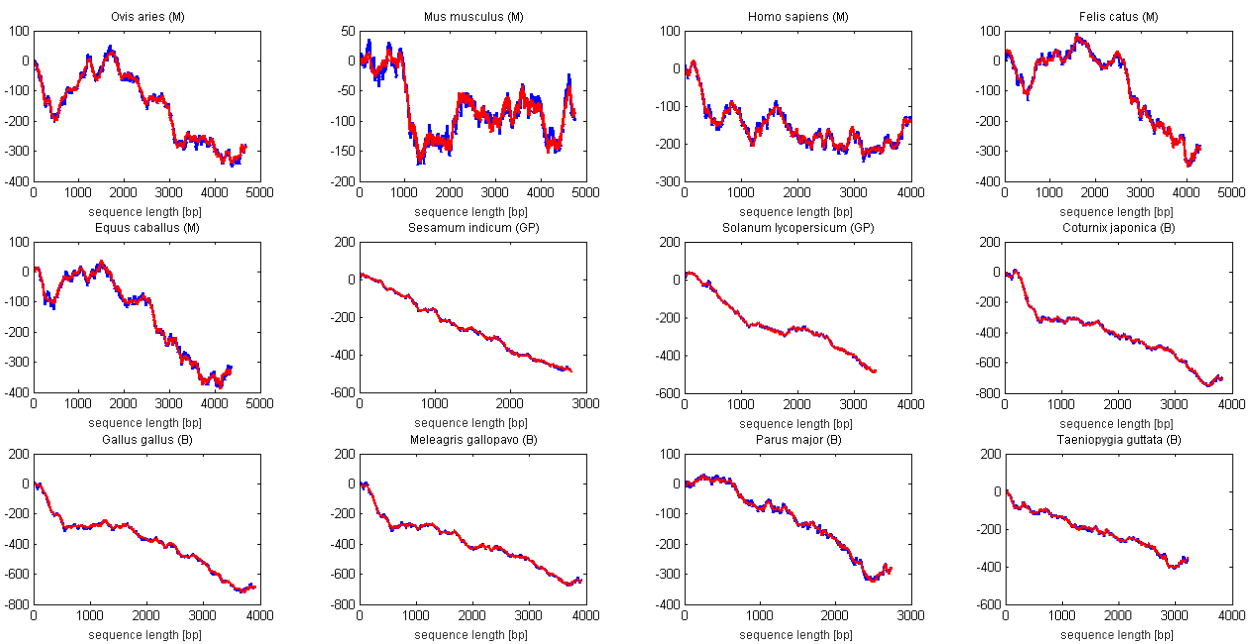 Ovis aries (M) Mus musculus (M) Homo sapiens (M) Felis catus (M)
100 50 100 100
0 0 0 0
-100 -50 -100 -100
-200 -100 -200 -200
-300 -150 -300
-400 -200 -300 -400
0 1000 2000 3000 4000 5000 0 1000 2000 3000 4000 5000 0 1000 2000 3000 4000 0 1000 2000 3000 4000 5000
sequence length [bp] sequence length [bp] sequence length [bp] sequence length [bp]
Equus caballus (M) Sesamum indicum (GP) Solanum lycopersicum (GP) Coturnix japonica (B)
100 200 200 200
0 0 0 0
-100 -200 -200 -200
-200 -400 -400 -400
-300 -600
-400 -600 -600 -800
0 1000 2000 3000 4000 5000 0 1000 2000 3000 0 1000 2000 3000 4000 0 1000 2000 3000 4000
sequence length [bp] sequence length [bp] sequence length [bp] sequence length [bp]
Gallus gallus (B) Meleagris gallopavo (B) Parus major (B) Taeniopygia guttata (B)
200 200 100 200
0 0 0 0
-200 -200 -100 -200
-400 -400 -200 -400
-600 -600 -300
-800 -800 -400 -600
0 1000 2000 3000 4000 0 1000 2000 3000 4000 0 1000 2000 3000 0 1000 2000 3000 4000
sequence length [bp] sequence length [bp] sequence length [bp] sequence length [bp]